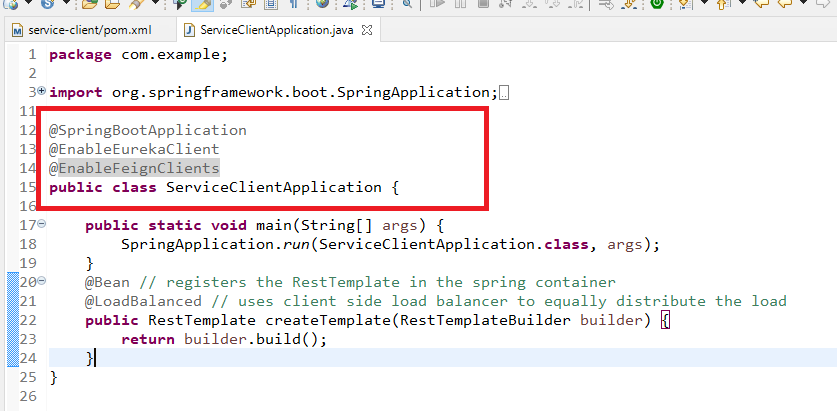 service-client/pom.xml
ServiceClientApplication.java
1 package com.example;
2
3 import org.springframework.boot.SpringApplication;
11
12 @SpringBootApplication
13 @EnableEurekaClient
14 @EnableFeignClients
15 public class ServiceClientApplication {
16
17 public static void main(String[] args) {
18 SpringApplication.run(ServiceClientApplication.class, args);
19 }
20 @Bean // registers the RestTemplate in the spring container
21 @LoadBalanced // uses client side load balancer to equally distribute the load
22 public RestTemplate createTemplate(RestTemplateBuilder builder) {
23 return builder.build();
24 }
25 }
26